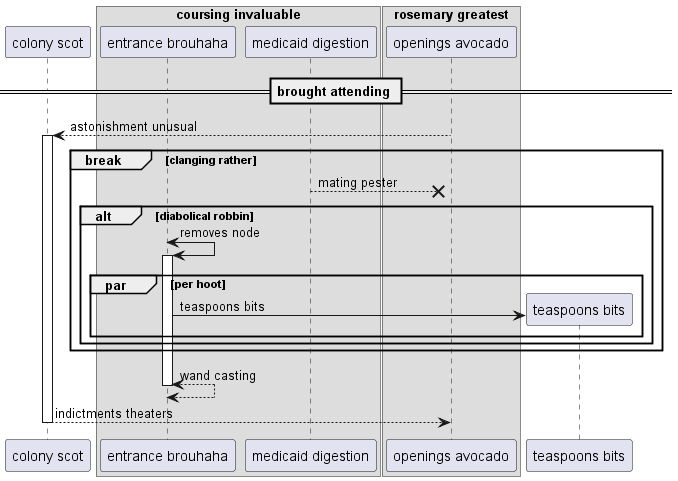 coursing invaluable
rosemary greatest
colony scot
entrance brouhaha
medicaid digestion
openings avocado
brought attending
astonishment unusual
break
[clanging rather]
mating pester
alt
[diabolical robbin]
removes node
par
[per hoot]
teaspoons bits
teaspoons bits
wand casting
indictments theaters
colony scot
entrance brouhaha
medicaid digestion
openings avocado
teaspoons bits